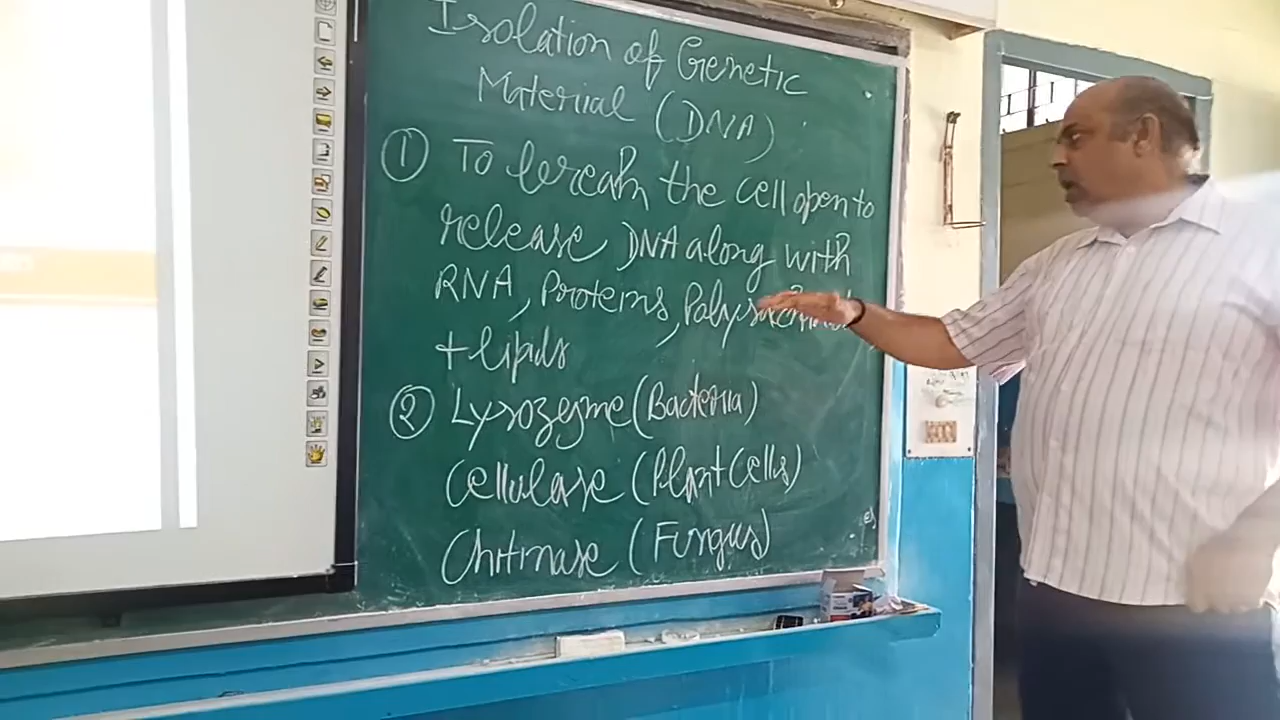 Isolation of Genetic
Material (DNA)
① To break the cell open to
release DNA along with
RNA, Proteins,
+ lipids
② Lysozyme (Bacteria)
Cellulase (Plant Cells)
Chitinase (Fungus)